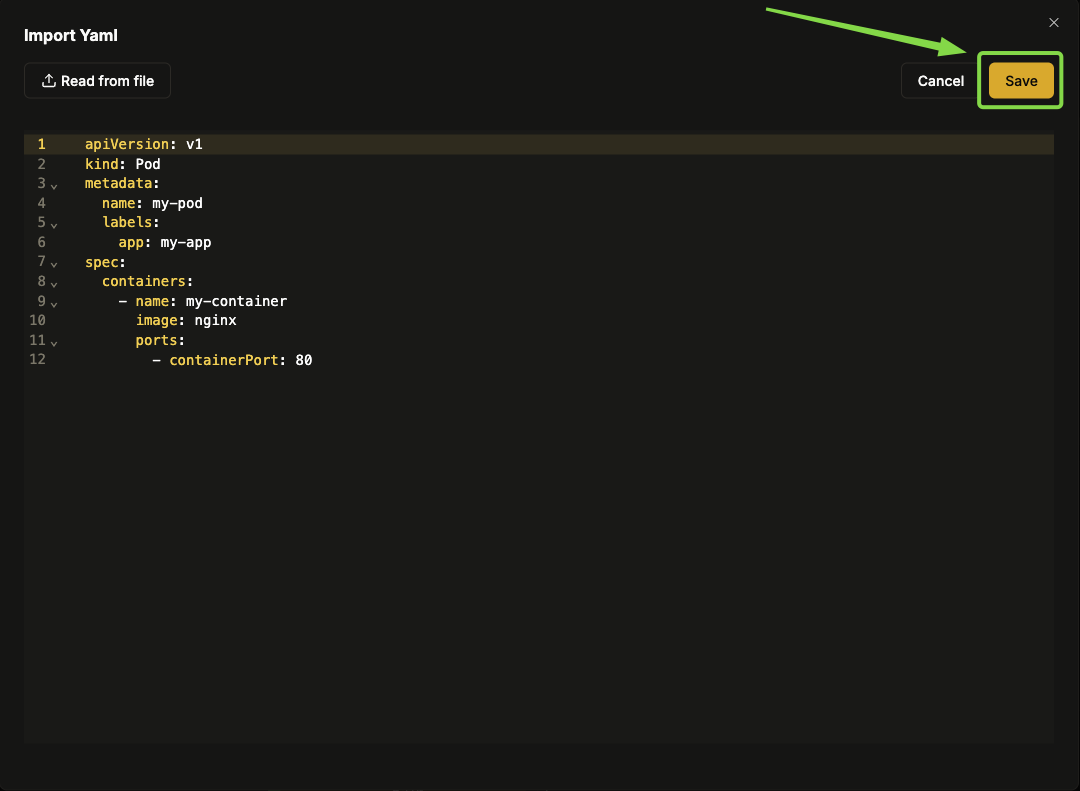 Import Yaml
Read from file
Cancel
Save
1 apiVersion: v1
2 kind: Pod
3 metadata:
4   name: my-pod
5   labels:
6     app: my-app
7 spec:
8   containers:
9     - name: my-container
10       image: nginx
11       ports:
12         - containerPort: 80